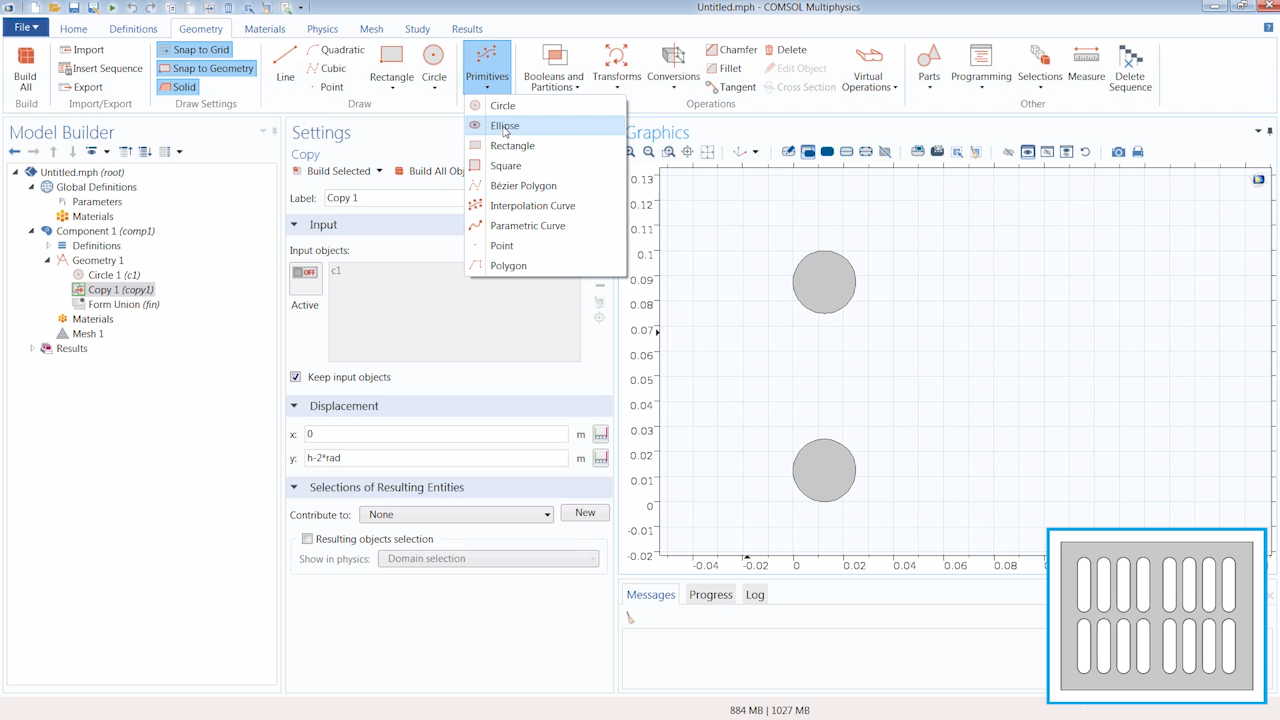 Untitled.mph - COMSOL Multiphysics
File Home Definitions Geometry Materials Physics Mesh Study Results
Import Snap to Grid Quadratic Chamfer Delete
Insert Sequence Snap to Geometry Cubic Fillet Edit Object
Export Solid Point Tangent Cross Section
Build All Line Rectangle Circle Primitives Booleans and Partitions Transforms Conversions Virtual Operations Parts Programming Selections Measure Delete Sequence
Build Import/Export Draw Settings Draw Operations Other
Circle
Ellipse
Rectangle
Square
Bézier Polygon
Interpolation Curve
Parametric Curve
Point
Polygon
Model Builder
Untitled.mph (root)
Global Definitions
Pi Parameters
Materials
Component 1 (comp1)
Definitions
Geometry 1
Circle 1 (c1)
Copy 1 (copy1)
Form Union (fin)
Materials
Mesh 1
Results
Settings
Copy
Build Selected Build All Obj
Label: Copy 1
Input
Input objects:
OFF c1
Active
Keep input objects
Displacement
x: 0 m
y: h-2*rad m
Selections of Resulting Entities
Contribute to: None New
Resulting objects selection
Show in physics: Domain selection
Graphics
0.13
0.12
0.11
0.1
0.09
0.08
0.07
0.06
0.05
0.04
0.03
0.02
0.01
0
-0.01
-0.02
-0.04 -0.02 0 0.02 0.04 0.06 0.08
Messages Progress Log
884 MB | 1027 MB